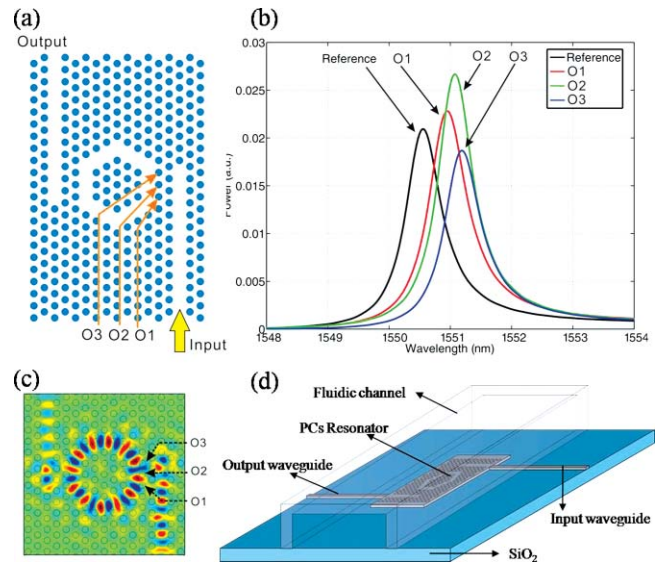 (a)
Output
O3 O2 O1
Input
(b)
0.03
0.025
0.02
0.015
0.01
0.005
0
1548 1549 1550 1551 1552 1553 1554
Wavelength (nm)
Power (a.u.)
Reference
O1
O2
O3
Reference
O1
O2
O3
(c)
O3
O2
O1
(d)
Fluidic channel
PCs Resonator
Output waveguide
Input waveguide
SiO2